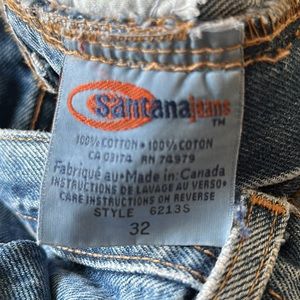 Santana jeans
TM
100% COTTON • 100% COTON
CA 03174 RN 74979
Fabriqué au • Made in: Canada
INSTRUCTIONS DE LAVAGE AU VERSO •
CARE INSTRUCTIONS ON REVERSE
STYLE 6213S
32